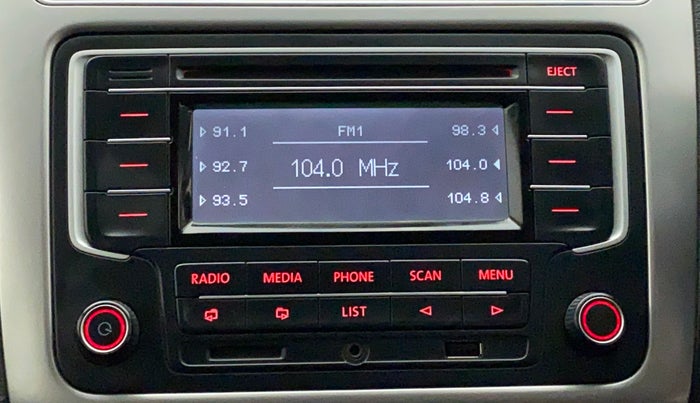 EJECT
91.1 FM1 98.3
92.7 104.0 MHz 104.0
93.5 104.8
RADIO MEDIA PHONE SCAN MENU
LIST